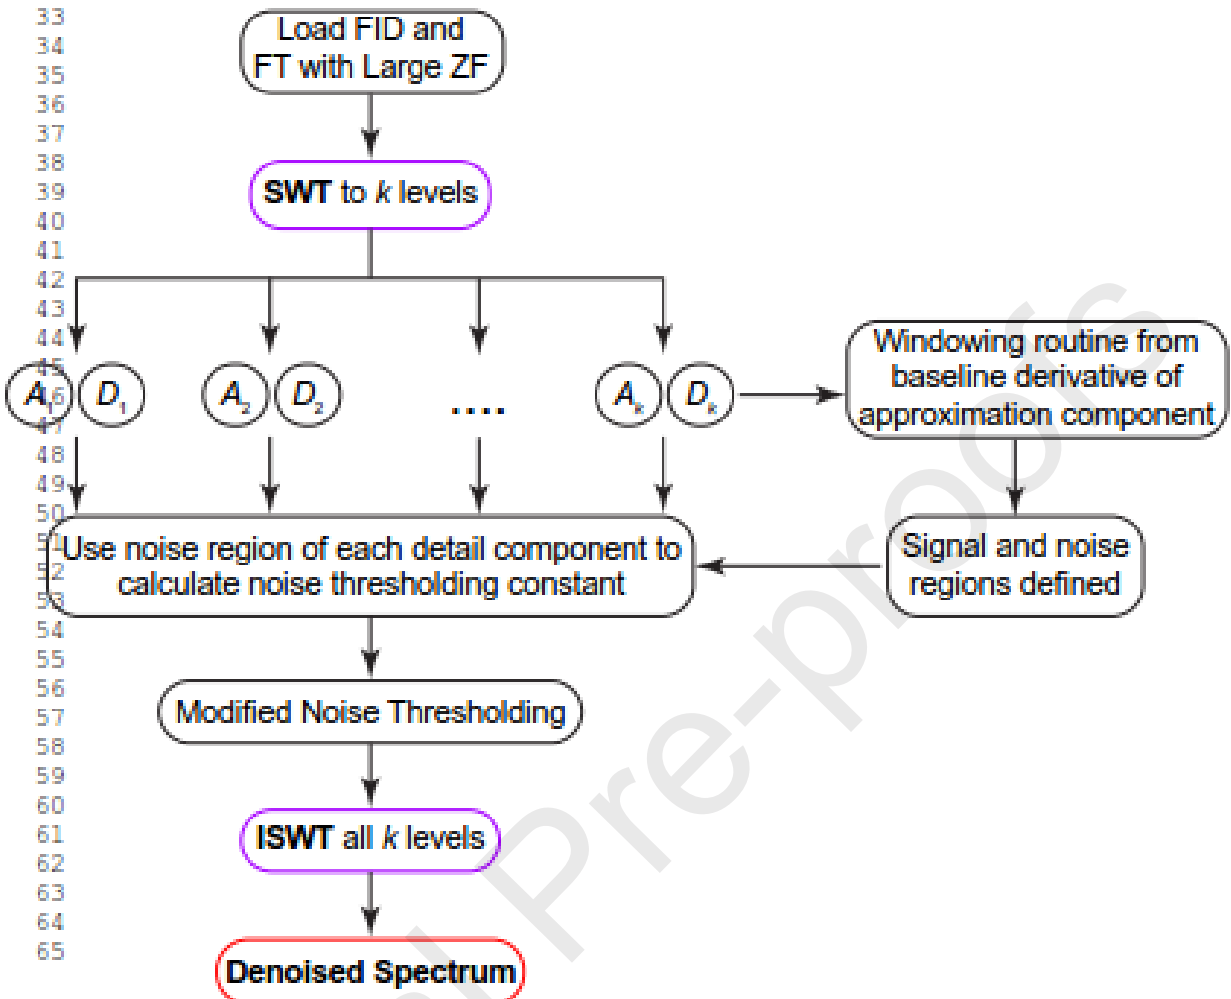 33
34
35
36
37
38
39
40
41
42
43
44
45
46
47
48
49
50
51
52
53
54
55
56
57
58
59
60
61
62
63
64
65
Load FID and
FT with Large ZF
SWT to k levels
A1 D1 A2 D2 .... Ak Dk
Windowing routine from
baseline derivative of
approximation component
Signal and noise
regions defined
Use noise region of each detail component to
calculate noise thresholding constant
Modified Noise Thresholding
ISWT all k levels
Denoised Spectrum
Pre-proofs